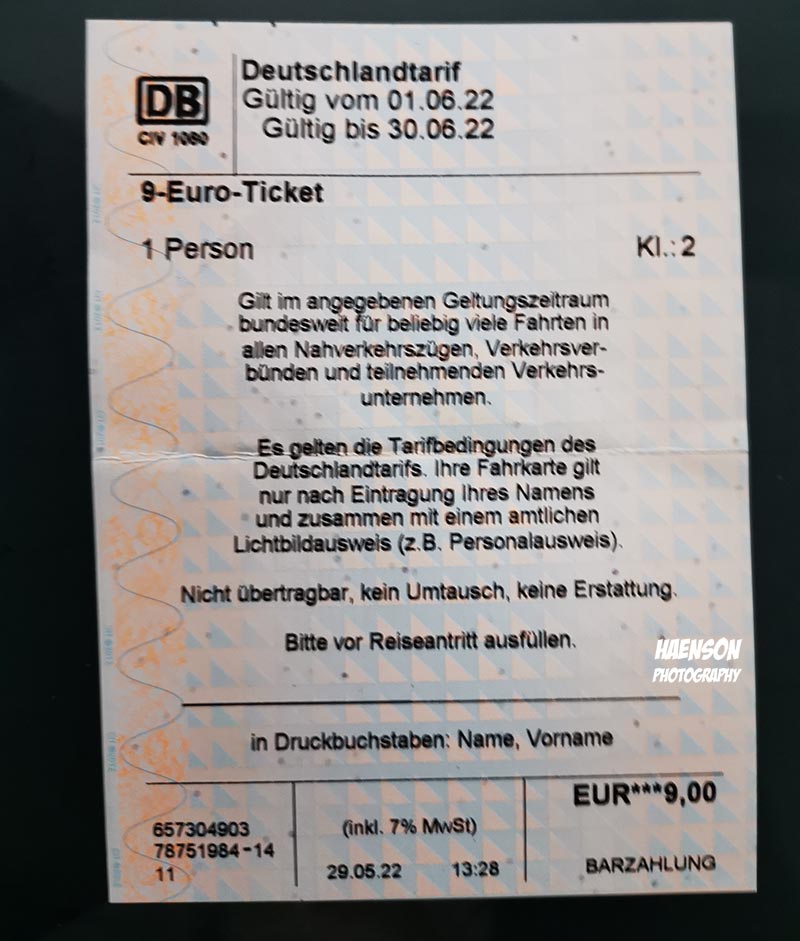 DB
CIV 1080
Deutschlandtarif
Gültig vom 01.06.22
Gültig bis 30.06.22
9-Euro-Ticket
1 Person
Kl.: 2
Gilt im angegebenen Geltungszeitraum
bundesweit für beliebig viele Fahrten in
allen Nahverkehrszügen, Verkehrsver-
bünden und teilnehmenden Verkehrs-
unternehmen.
Es gelten die Tarifbedingungen des
Deutschlandtarifs. Ihre Fahrkarte gilt
nur nach Eintragung Ihres Namens
und zusammen mit einem amtlichen
Lichtbildausweis (z.B. Personalausweis).
Nicht übertragbar, kein Umtausch, keine Erstattung.
Bitte vor Reiseantritt ausfüllen.
HAENSON
PHOTOGRAPHY
in Druckbuchstaben: Name, Vorname
EUR***9,00
657304903
78751984-14
11
(inkl. 7% MwSt)
29.05.22 13:28
BARZAHLUNG